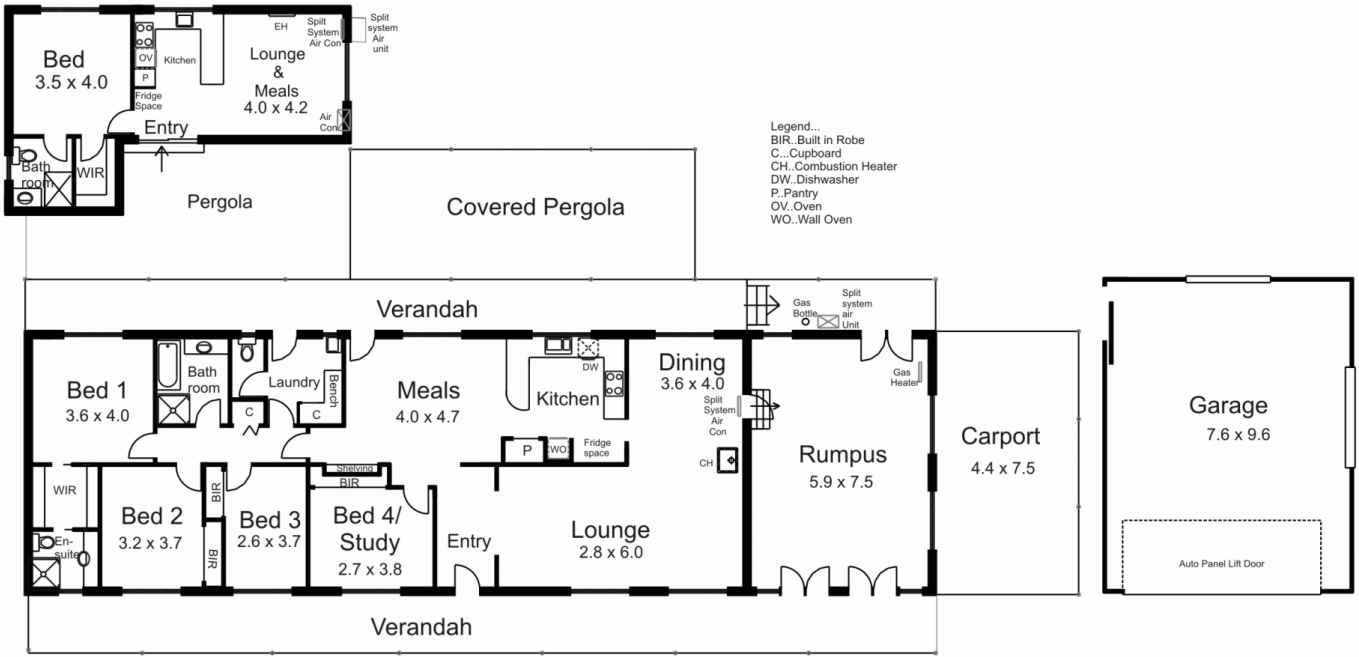 Bed
3.5 x 4.0
OV
P
Kitchen
Fridge
Space
Entry
EH
Lounge
&
Meals
4.0 x 4.2
Spilt
System
Air Con
Split
system
Air
unit
Air
Con
Bath
room
WIR
Pergola
Covered Pergola
Legend...
BIR..Built in Robe
C...Cupboard
CH..Combustion Heater
DW..Dishwasher
P..Pantry
OV..Oven
WO..Wall Oven
Verandah
Gas
Bottle
Split
system
air
Unit
Bed 1
3.6 x 4.0
Bath
room
Laundry
Bench
C
C
Meals
4.0 x 4.7
DW
Kitchen
P
WO
Fridge
space
Dining
3.6 x 4.0
Split
System
Air
Con
CH
Gas
Heater
Rumpus
5.9 x 7.5
Carport
4.4 x 7.5
Garage
7.6 x 9.6
Auto Panel Lift Door
WIR
En-
suite
Bed 2
3.2 x 3.7
BIR
BIR
Bed 3
2.6 x 3.7
Shelving
BIR
Bed 4/
Study
2.7 x 3.8
Entry
Lounge
2.8 x 6.0
Verandah